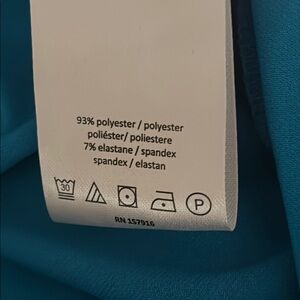 93% polyester / polyester
poliéster/ poliestere
7% elastane / spandex
spandex / elastan
30
P
RN 157916